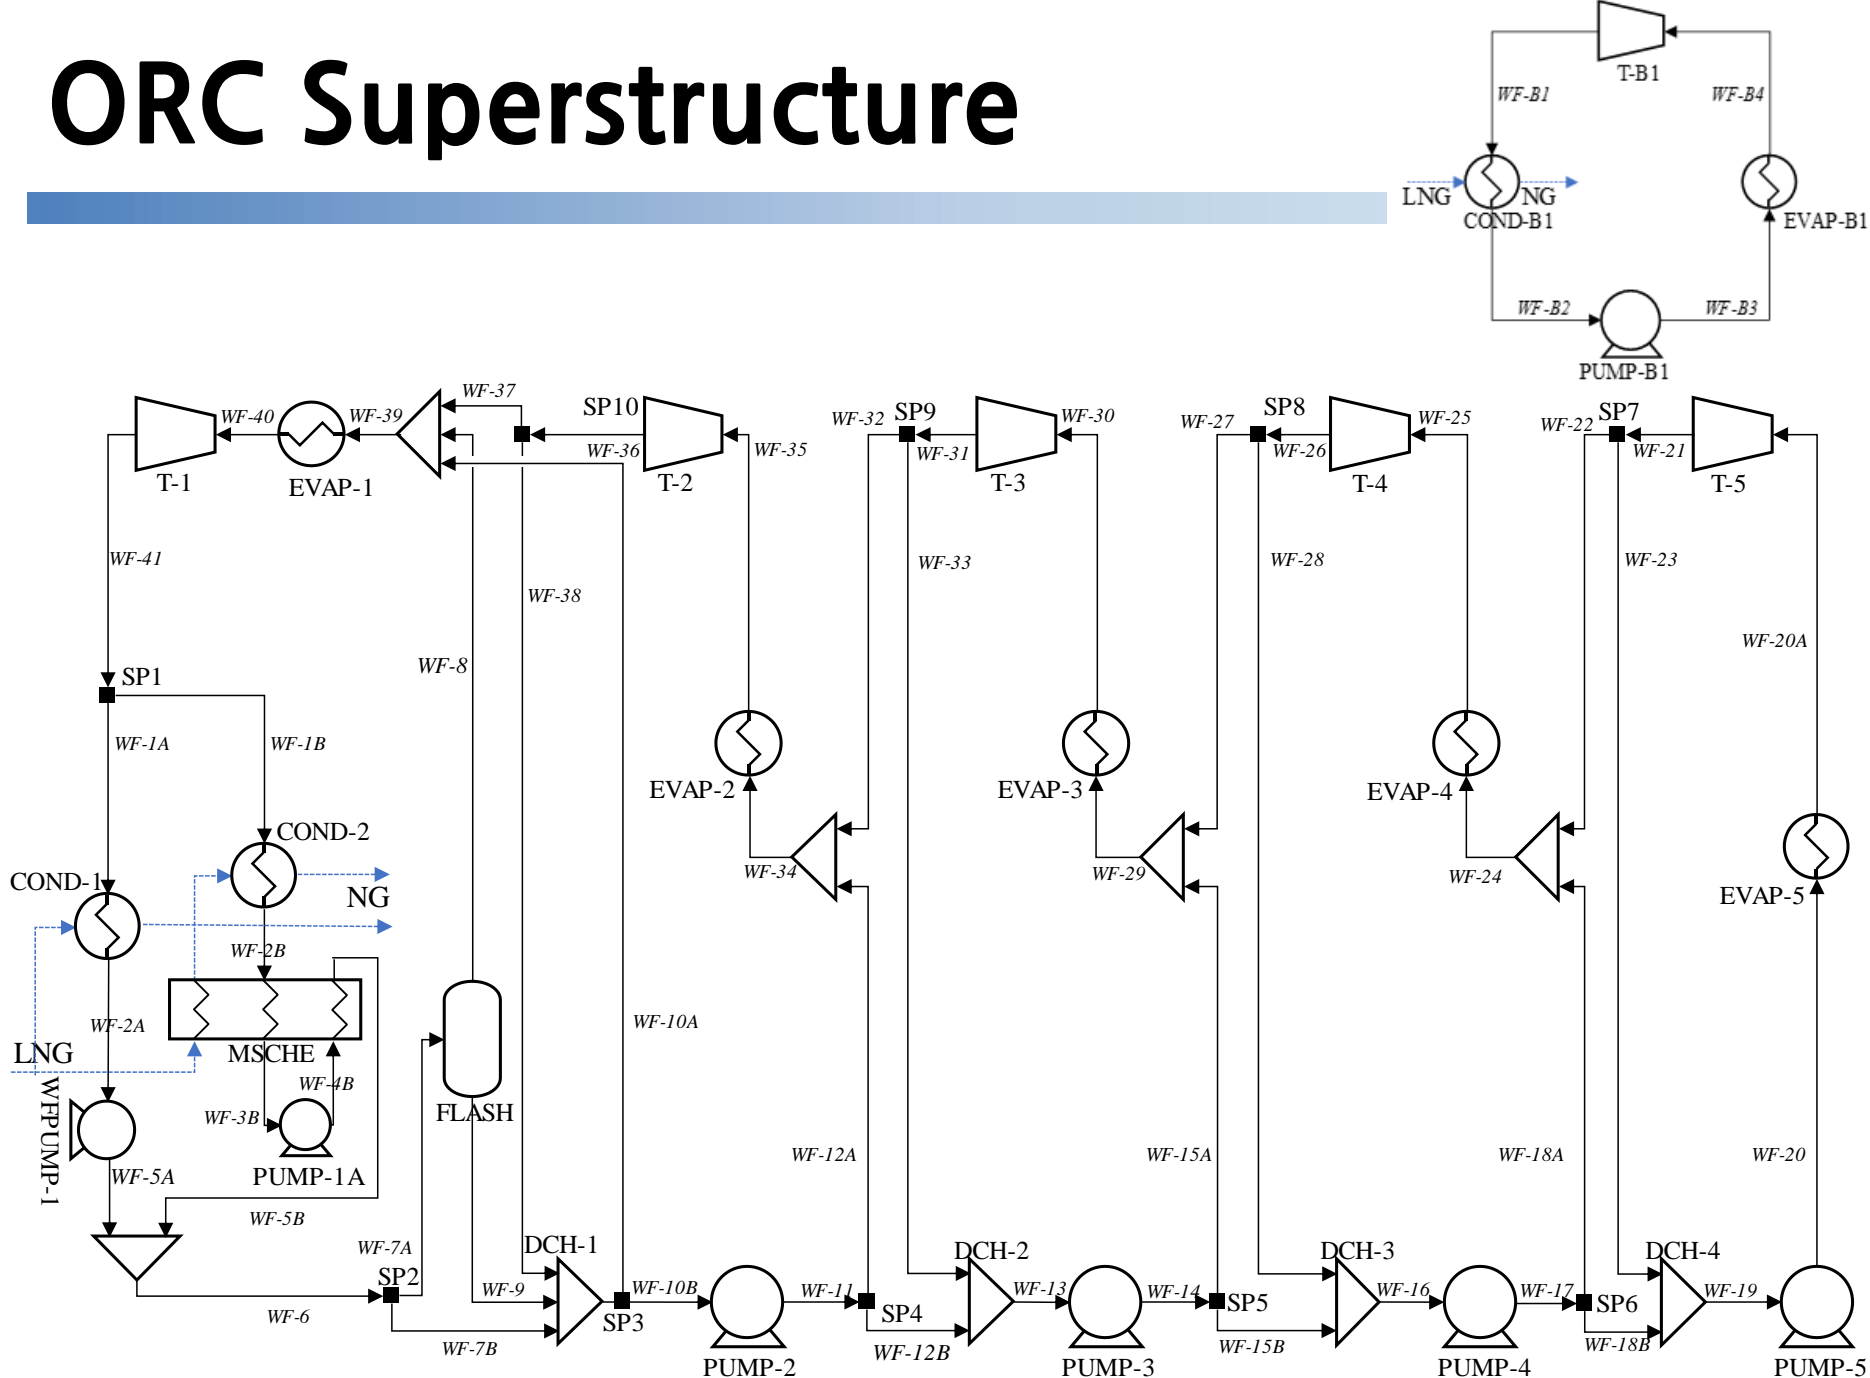 ORC Superstructure
T-B1
WF-B1
WF-B4
LNG
NG
COND-B1
EVAP-B1
WF-B2
WF-B3
PUMP-B1
WF-40
WF-39
WF-37
SP10
WF-36
WF-35
WF-32
SP9
WF-31
WF-30
WF-27
SP8
WF-26
WF-25
WF-22
SP7
WF-21
T-1
EVAP-1
T-2
T-3
T-4
T-5
WF-41
WF-38
WF-33
WF-28
WF-23
WF-20A
WF-8
SP1
WF-1A
WF-1B
EVAP-2
EVAP-3
EVAP-4
COND-2
COND-1
NG
WF-34
WF-29
WF-24
EVAP-5
WF-2B
WF-2A
WF-10A
LNG
MSCHE
WF-4B
WF-3B
FLASH
WFPUMP-1
PUMP-1A
WF-5A
WF-5B
WF-12A
WF-15A
WF-18A
WF-20
WF-7A
DCH-1
DCH-2
DCH-3
DCH-4
SP2
WF-6
WF-9
WF-7B
SP3
WF-10B
WF-11
SP4
WF-12B
WF-13
WF-14
SP5
WF-15B
WF-16
WF-17
SP6
WF-18B
WF-19
PUMP-2
PUMP-3
PUMP-4
PUMP-5